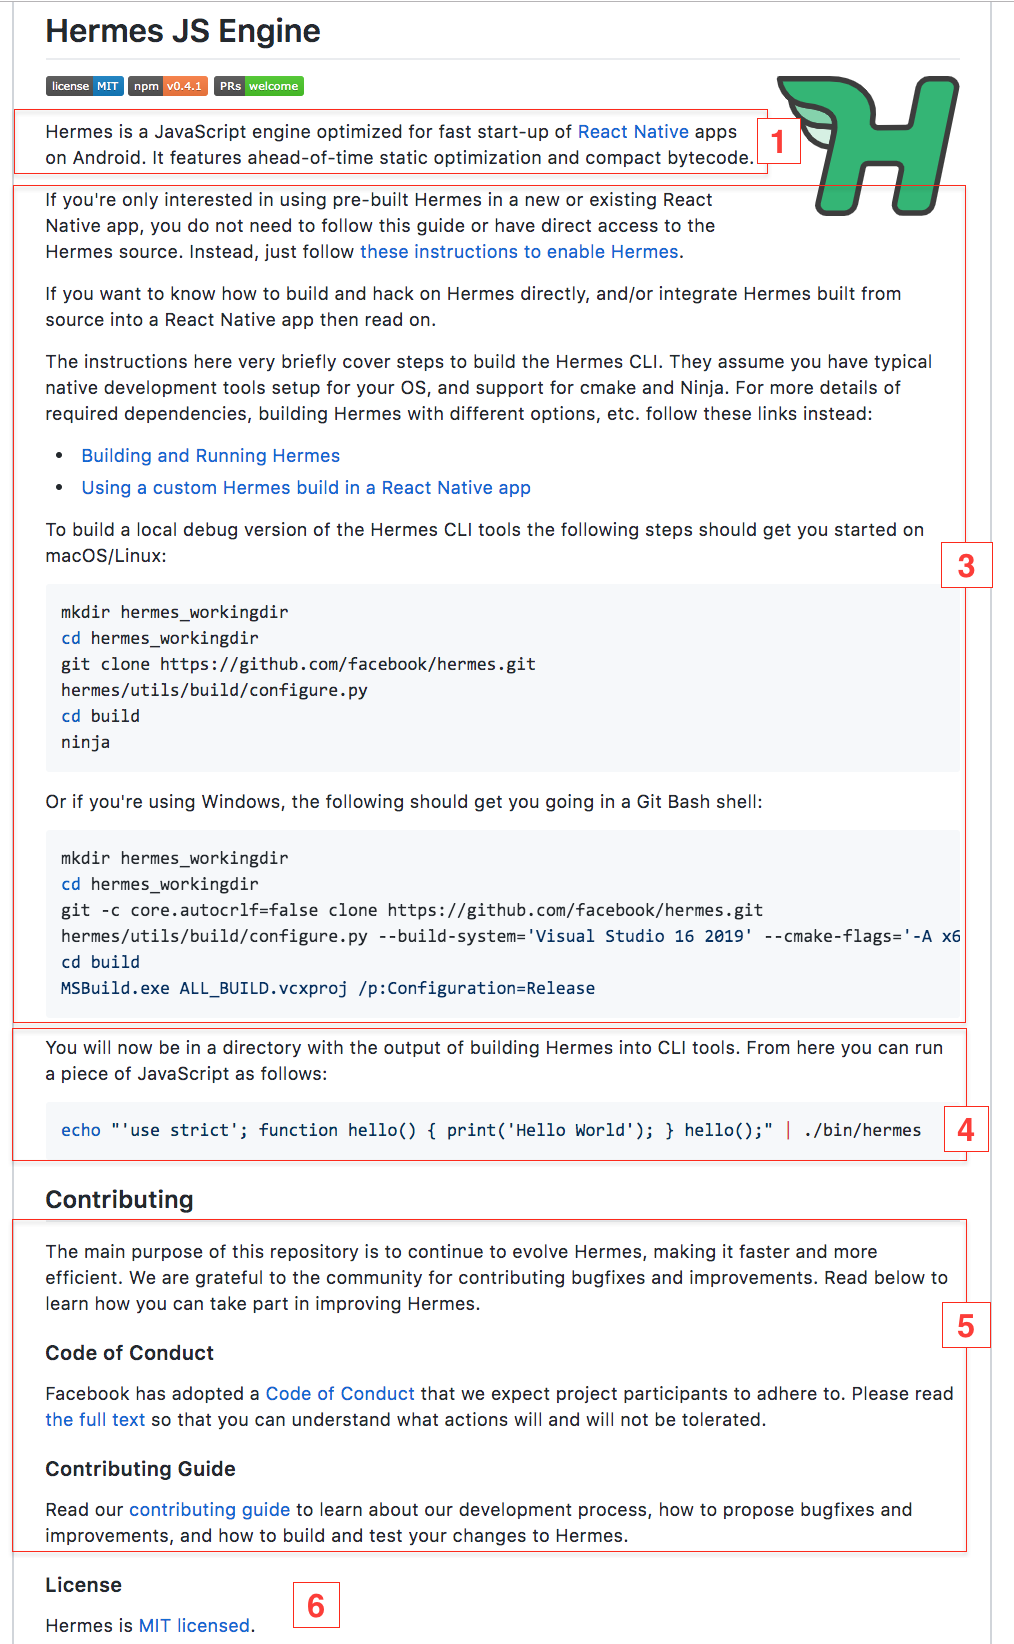 Hermes JS Engine
license MIT npm v0.4.1 PRs welcome
Hermes is a JavaScript engine optimized for fast start-up of React Native apps
on Android. It features ahead-of-time static optimization and compact bytecode.
1
If you're only interested in using pre-built Hermes in a new or existing React
Native app, you do not need to follow this guide or have direct access to the
Hermes source. Instead, just follow these instructions to enable Hermes.
If you want to know how to build and hack on Hermes directly, and/or integrate Hermes built from
source into a React Native app then read on.
The instructions here very briefly cover steps to build the Hermes CLI. They assume you have typical
native development tools setup for your OS, and support for cmake and Ninja. For more details of
required dependencies, building Hermes with different options, etc. follow these links instead:
• Building and Running Hermes
• Using a custom Hermes build in a React Native app
To build a local debug version of the Hermes CLI tools the following steps should get you started on
macOS/Linux:
3
mkdir hermes_workingdir
cd hermes_workingdir
git clone https://github.com/facebook/hermes.git
hermes/utils/build/configure.py
cd build
ninja
Or if you're using Windows, the following should get you going in a Git Bash shell:
mkdir hermes_workingdir
cd hermes_workingdir
git -c core.autocrlf=false clone https://github.com/facebook/hermes.git
hermes/utils/build/configure.py --build-system='Visual Studio 16 2019' --cmake-flags='-A x6
cd build
MSBuild.exe ALL_BUILD.vcxproj /p:Configuration=Release
You will now be in a directory with the output of building Hermes into CLI tools. From here you can run
a piece of JavaScript as follows:
echo "'use strict'; function hello() { print('Hello World'); } hello();" | ./bin/hermes
4
Contributing
The main purpose of this repository is to continue to evolve Hermes, making it faster and more
efficient. We are grateful to the community for contributing bugfixes and improvements. Read below to
learn how you can take part in improving Hermes.
5
Code of Conduct
Facebook has adopted a Code of Conduct that we expect project participants to adhere to. Please read
the full text so that you can understand what actions will and will not be tolerated.
Contributing Guide
Read our contributing guide to learn about our development process, how to propose bugfixes and
improvements, and how to build and test your changes to Hermes.
License
6
Hermes is MIT licensed.